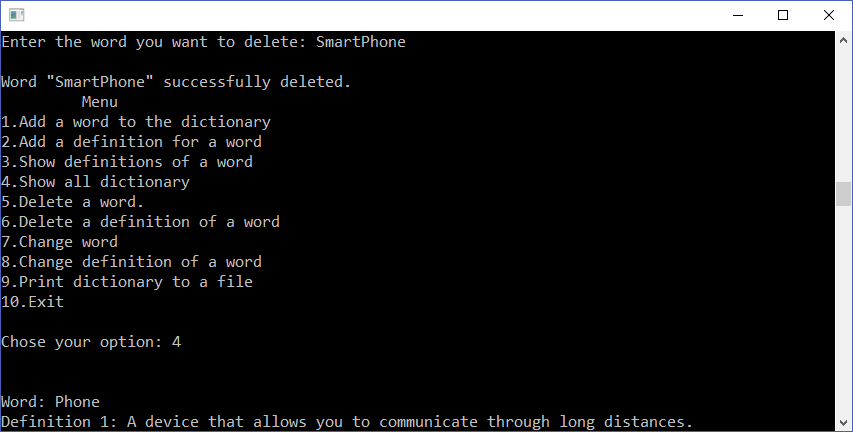 Enter the word you want to delete: SmartPhone
Word "SmartPhone" successfully deleted.
Menu
1.Add a word to the dictionary
2.Add a definition for a word
3.Show definitions of a word
4.Show all dictionary
5.Delete a word.
6.Delete a definition of a word
7.Change word
8.Change definition of a word
9.Print dictionary to a file
10.Exit
Chose your option: 4
Word: Phone
Definition 1: A device that allows you to communicate through long distances.